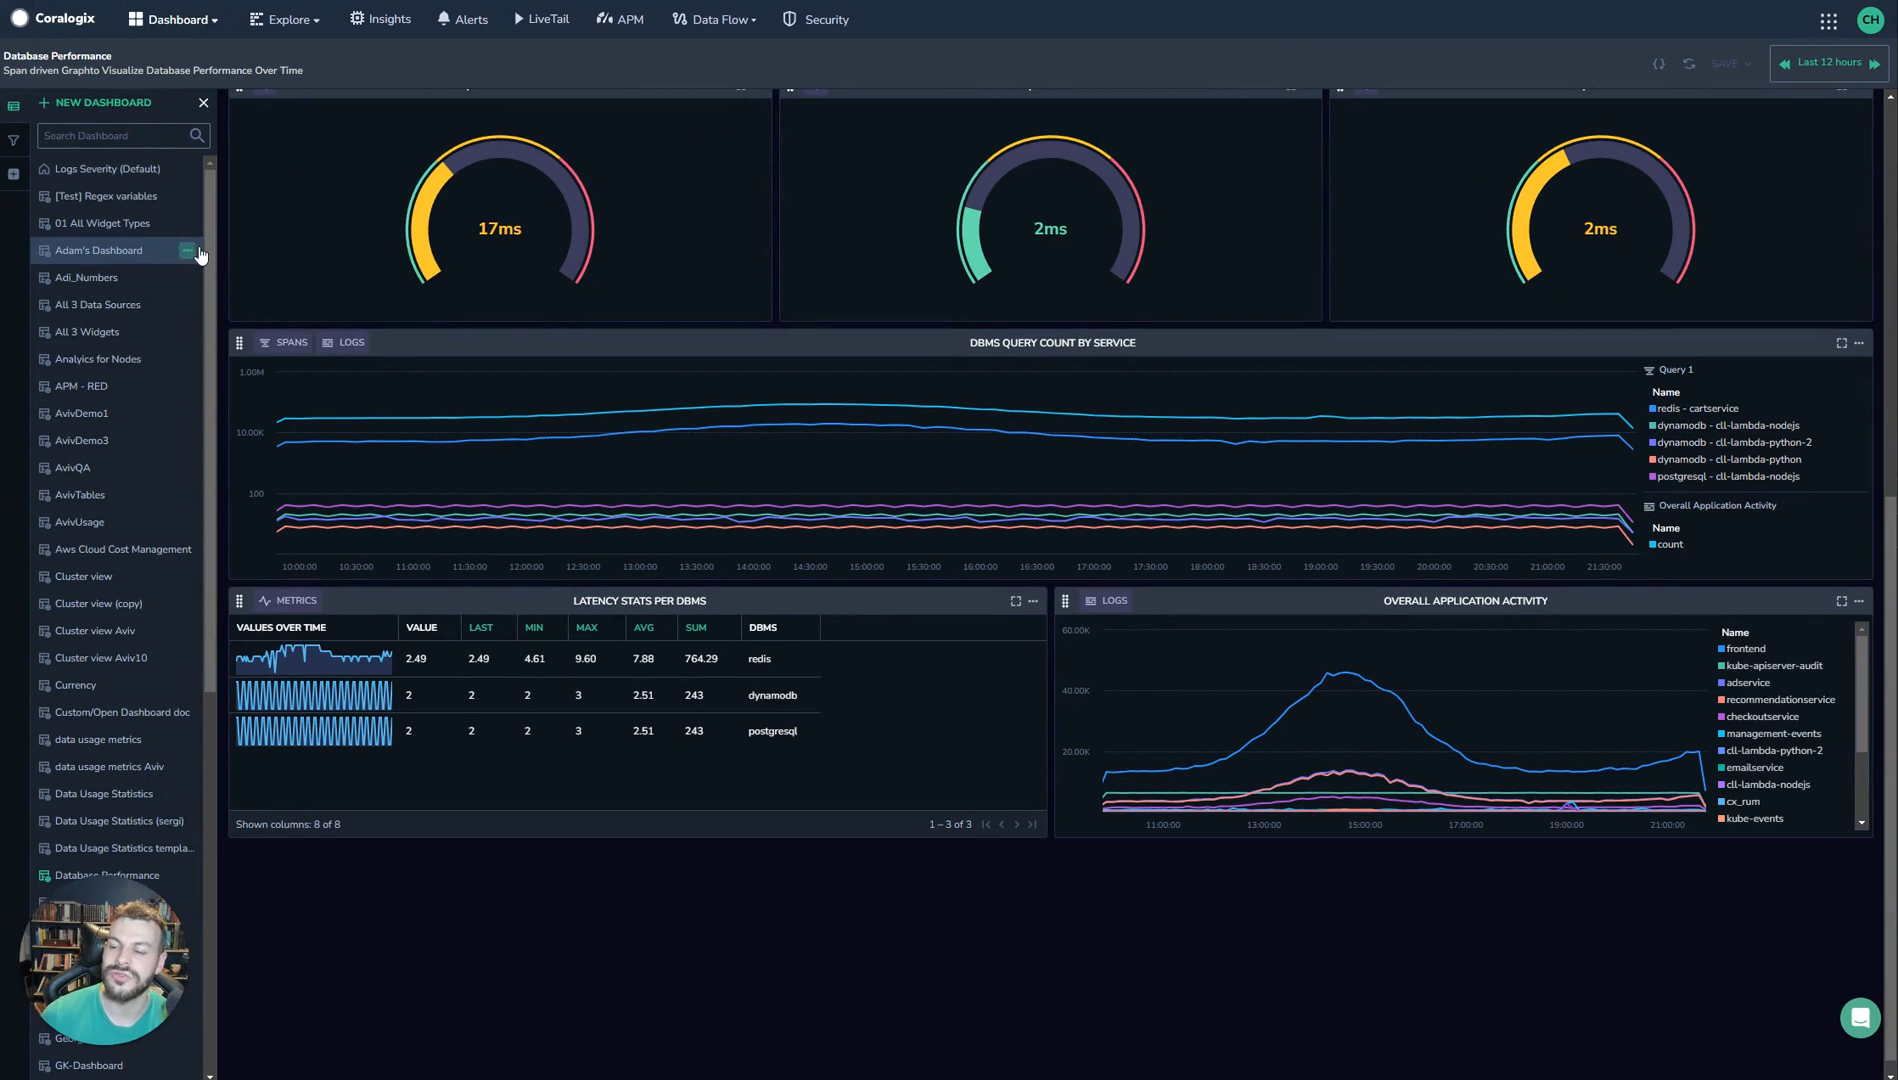 Coralogix
Dashboard
Explore
Insights
Alerts
LiveTail
APM
Data Flow
Security
CH
Database Performance
Span driven Graphto Visualize Database Performance Over Time
SAVE
Last 12 hours
NEW DASHBOARD
Search Dashboard
Logs Severity (Default)
[Test] Regex variables
01 All Widget Types
Adam's Dashboard
Adi_Numbers
All 3 Data Sources
All 3 Widgets
Analyics for Nodes
APM - RED
AvivDemo1
AvivDemo3
AvivQA
AvivTables
AvivUsage
Aws Cloud Cost Management
Cluster view
Cluster view (copy)
Cluster view Aviv
Cluster view Aviv10
Currency
Custom/Open Dashboard doc
data usage metrics
data usage metrics Aviv
Data Usage Statistics
Data Usage Statistics (sergi)
Data Usage Statistics templa...
Database Performance
GK-Dashboard
17ms
2ms
2ms
SPANS LOGS DBMS QUERY COUNT BY SERVICE
1.00M
10.00K
100
10:00:00 10:30:00 11:00:00 11:30:00 12:00:00 12:30:00 13:00:00 13:30:00 14:00:00 14:30:00 15:00:00 15:30:00 16:00:00 16:30:00 17:00:00 17:30:00 18:00:00 18:30:00 19:00:00 19:30:00 20:00:00 20:30:00 21:00:00 21:30:00
Query 1
Name
redis - cartservice
dynamodb - cll-lambda-nodejs
dynamodb - cll-lambda-python-2
dynamodb - cll-lambda-python
postgresql - cll-lambda-nodejs
Overall Application Activity
Name
count
METRICS LATENCY STATS PER DBMS
VALUES OVER TIME VALUE LAST MIN MAX AVG SUM DBMS
2.49 2.49 4.61 9.60 7.88 764.29 redis
2 2 2 3 2.51 243 dynamodb
2 2 2 3 2.51 243 postgresql
Shown columns: 8 of 8
1 – 3 of 3
LOGS OVERALL APPLICATION ACTIVITY
60.00K
40.00K
20.00K
11:00:00 13:00:00 15:00:00 17:00:00 19:00:00 21:00:00
Name
frontend
kube-apiserver-audit
adservice
recommendationservice
checkoutservice
management-events
cll-lambda-python-2
emailservice
cll-lambda-nodejs
cx_rum
kube-events